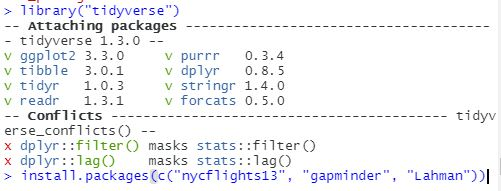 > library("tidyverse")
-- Attaching packages ---------------------------------
- tidyverse 1.3.0 --
v ggplot2 3.3.0     v purrr   0.3.4
v tibble  3.0.1     v dplyr   0.8.5
v tidyr   1.0.3     v stringr 1.4.0
v readr   1.3.1     v forcats 0.5.0
-- Conflicts ------------------------------------ tidyv
erse_conflicts() --
x dplyr::filter() masks stats::filter()
x dplyr::lag()    masks stats::lag()
> install.packages(c("nycflights13", "gapminder", "Lahman"))